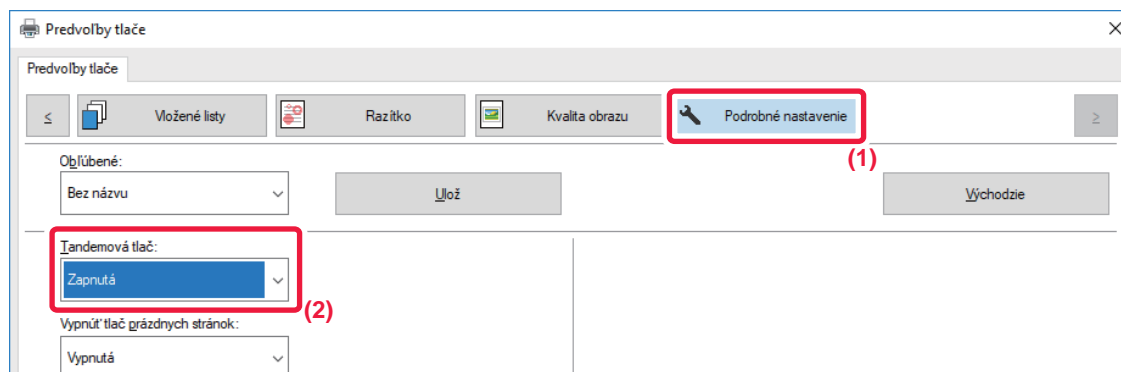 Predvoľby tlače
Predvoľby tlače
< Vložené listy Razítko Kvalita obrazu Podrobné nastavenie >
(1)
Obľúbené:
Bez názvu Ulož Východzie
Tandemová tlač:
Zapnutá
(2)
Vypnúť tlač prázdnych stránok:
Vypnutá